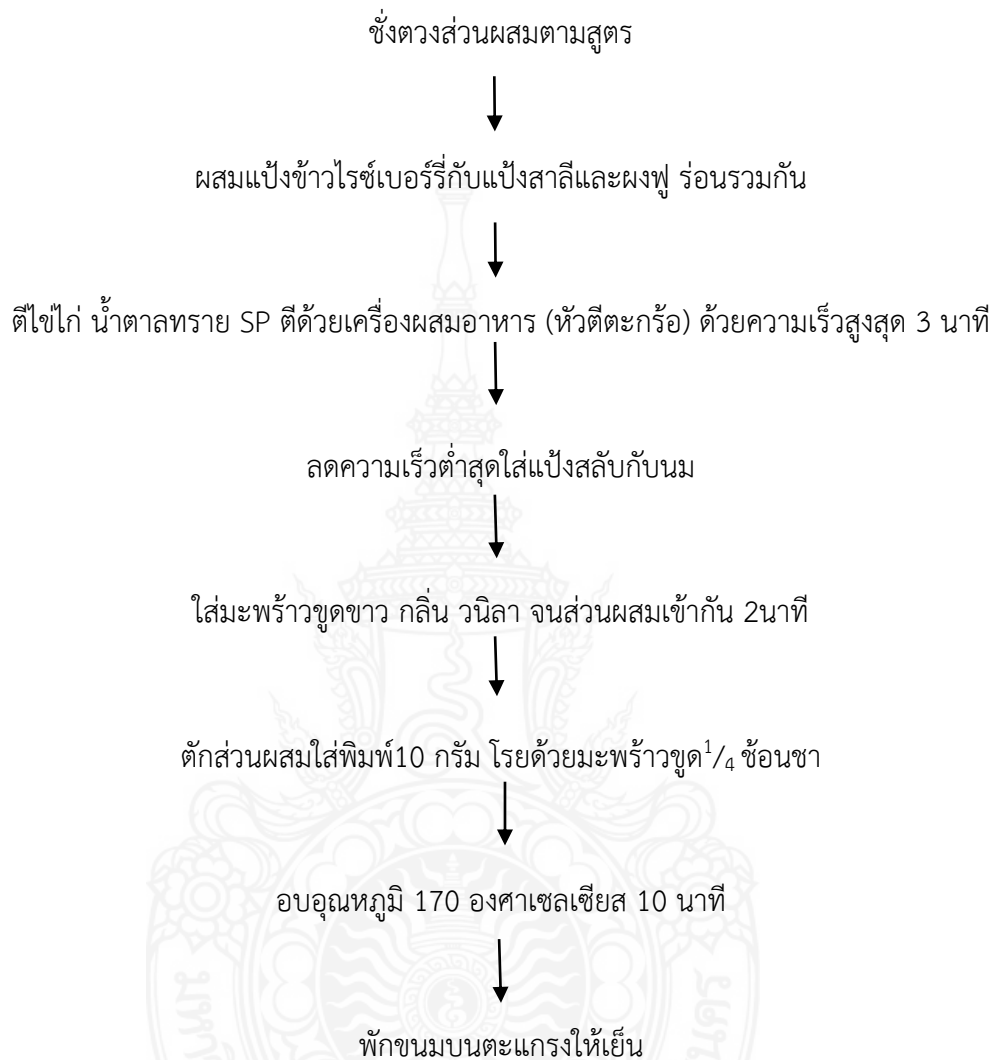 ชั่งตวงส่วนผสมตามสูตร
ผสมแป้งข้าวไรซ์เบอร์รี่กับแป้งสาลีและผงฟู ร่อนรวมกัน
ตีไข่ไก่ น้ำตาลทราย SP ตีด้วยเครื่องผสมอาหาร (หัวตีตะกร้อ) ด้วยความเร็วสูงสุด 3 นาที
ลดความเร็วต่ำสุดใส่แป้งสลับกับนม
ใส่มะพร้าวขูดขาว กลิ่น วนิลา จนส่วนผสมเข้ากัน 2นาที
ตักส่วนผสมใส่พิมพ์10 กรัม โรยด้วยมะพร้าวขูด¹/₄ ช้อนชา
อบอุณหภูมิ 170 องศาเซลเซียส 10 นาที
พักขนมบนตะแกรงให้เย็น